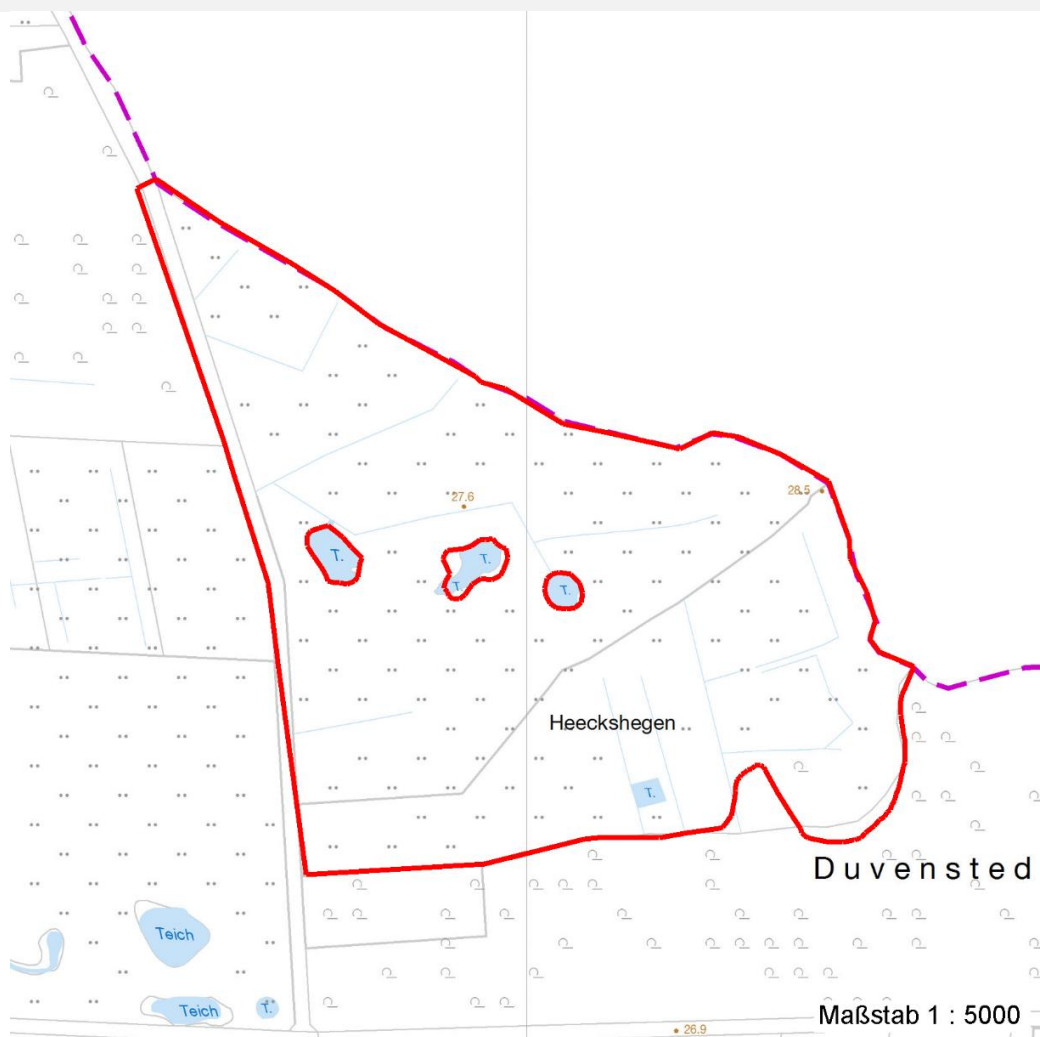 27.6
28.5
T.
T.
T.
T.
Heeckshegen
T.
Duvensted
Teich
Teich
T.
Maßstab 1 : 5000
26.9